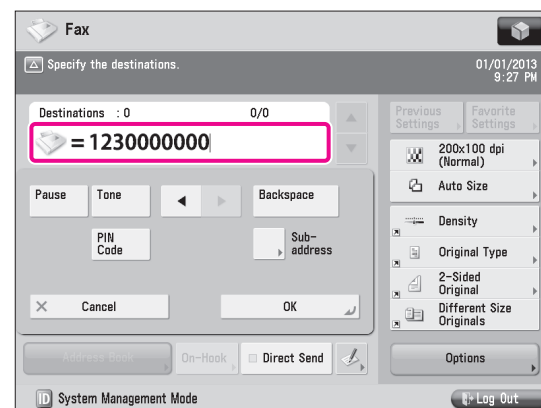 Fax
Specify the destinations.
01/01/2013
9:27 PM
Destinations : 0 0/0
= 1230000000
Pause Tone Backspace
PIN
Code
Sub-
address
Cancel OK
Address Book On-Hook Direct Send
Previous
Settings
Favorite
Settings
200x100 dpi
(Normal)
Auto Size
Density
Original Type
2-Sided
Original
Different Size
Originals
Options
ID System Management Mode Log Out